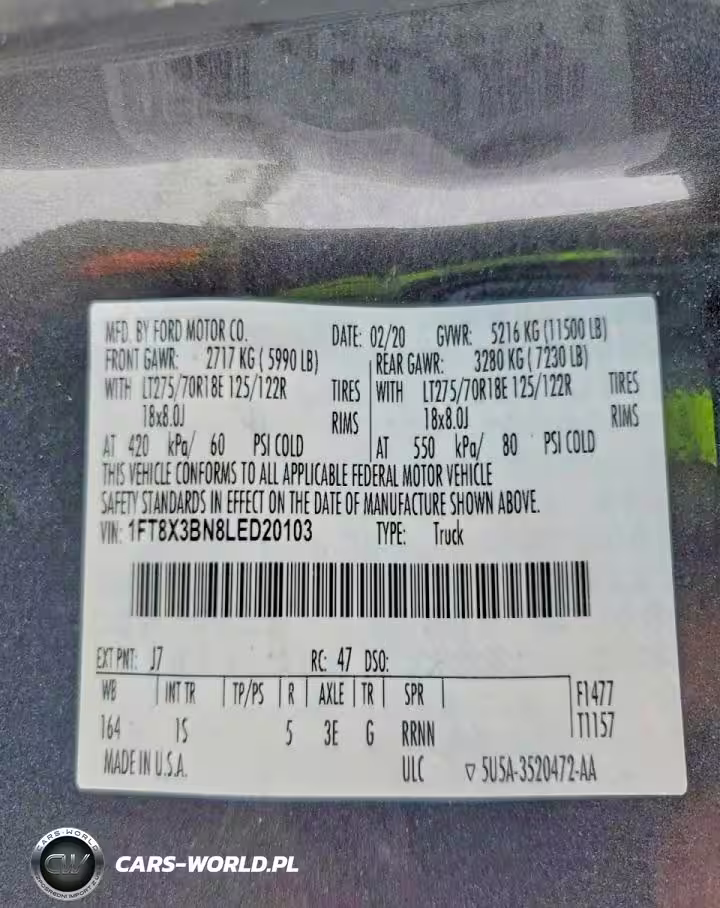 MFD. BY FORD MOTOR CO. DATE: 02/20 GVWR: 5216 KG (11500 LB)
FRONT GAWR: 2717 KG (5990 LB) REAR GAWR: 3280 KG (7230 LB)
WITH LT275/70R18E 125/122R TIRES WITH LT275/70R18E 125/122R TIRES
18x8.0J RIMS 18x8.0J RIMS
AT 420 kPa/ 60 PSI COLD AT 550 kPa/ 80 PSI COLD
THIS VEHICLE CONFORMS TO ALL APPLICABLE FEDERAL MOTOR VEHICLE
SAFETY STANDARDS IN EFFECT ON THE DATE OF MANUFACTURE SHOWN ABOVE.
VIN: 1FT8X3BN8LED20103 TYPE: Truck
EXT PNT: J7 RC: 47 DSO:
WB INT TR TP/PS R AXLE TR SPR F1477
164 IS 5 3E G RRNN T1157
MADE IN U.S.A. ULC ▽ 5U5A-3520472-AA
CARS-WORLD
CW
CARS-WORLD.PL